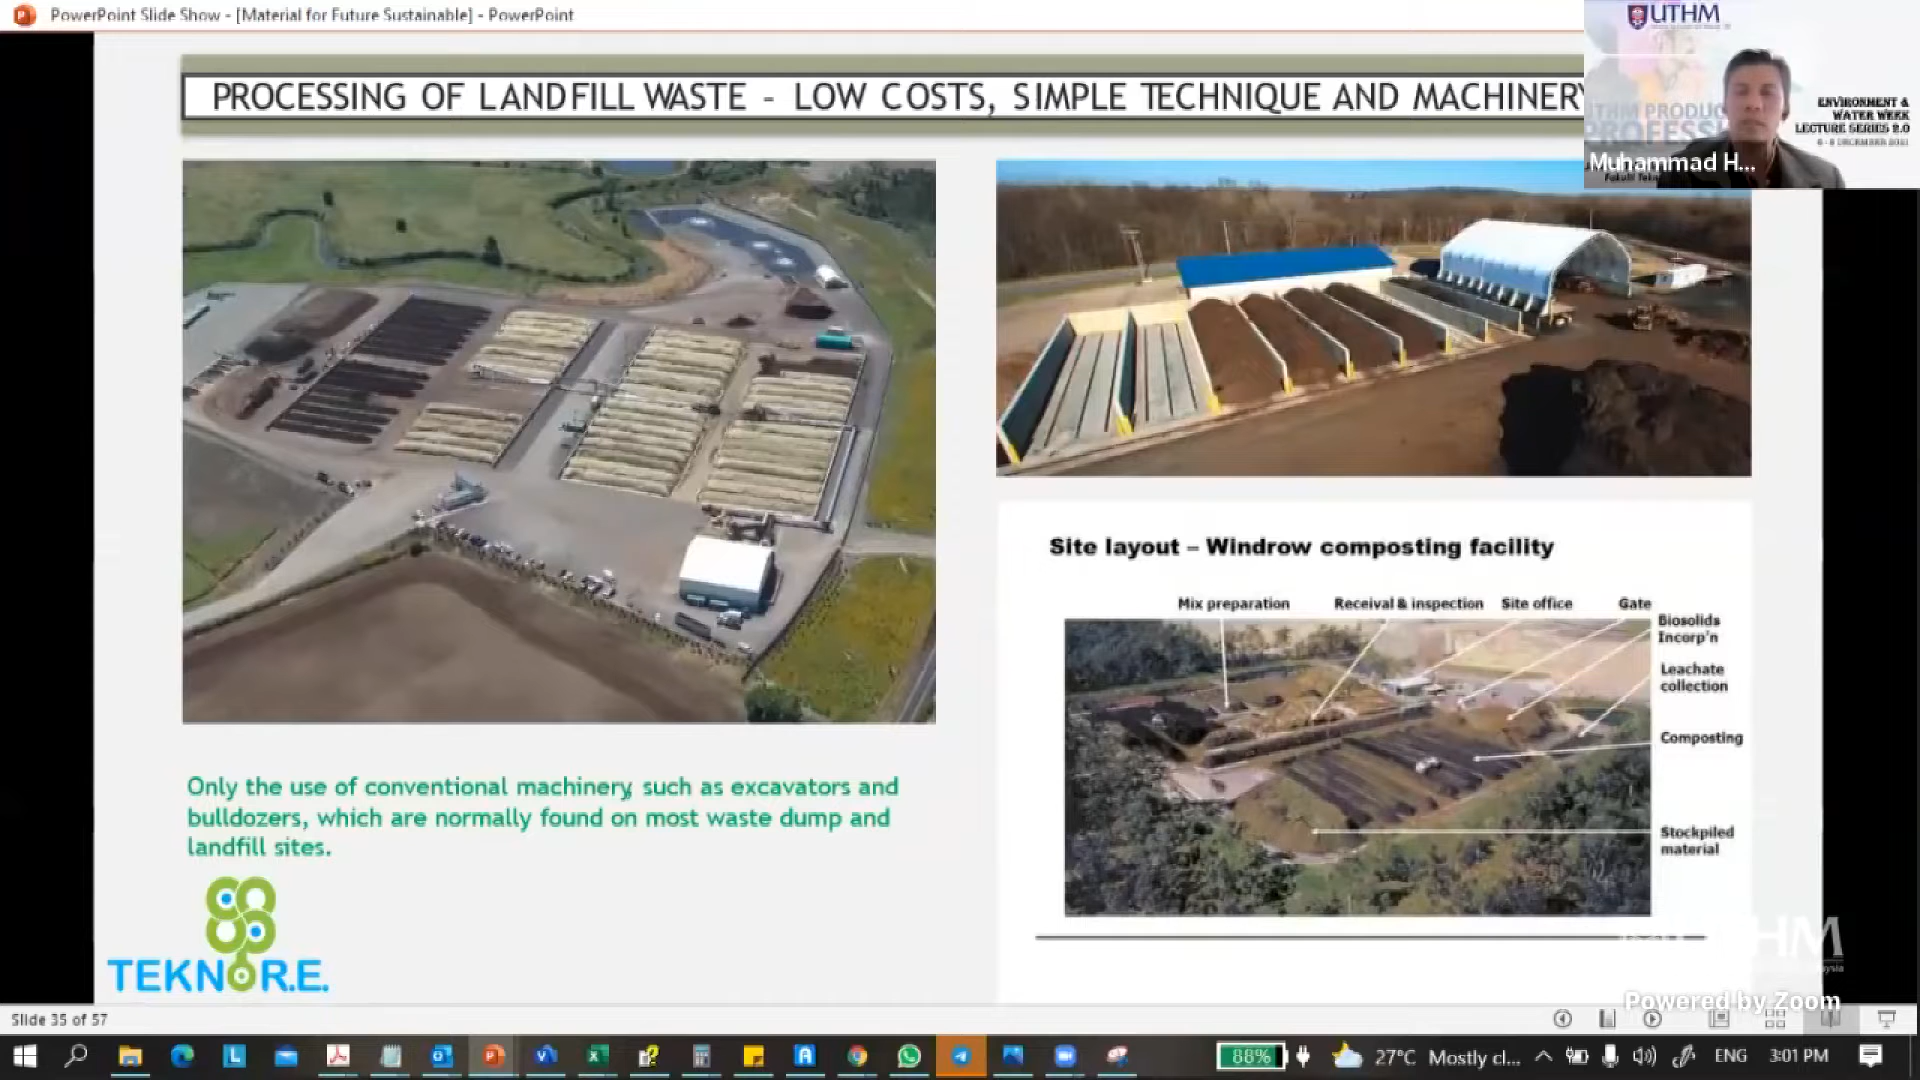 PowerPoint Slide Show - [Material for Future Sustainable] - PowerPoint
UTHM
ENVIRONMENT &
WATER WEEK
LECTURE SERIES 2.0
Muhammad H...
PROCESSING OF LANDFILL WASTE - LOW COSTS, SIMPLE TECHNIQUE AND MACHINERY
Site layout – Windrow composting facility
Mix preparation
Receival & inspection
Site office
Gate
Biosolids
Incorp'n
Leachate
collection
Composting
Stockpiled
material
Only the use of conventional machinery, such as excavators and
bulldozers, which are normally found on most waste dump and
landfill sites.
TEKNOR.E.
Powered by Zoom
Slide 35 of 57
88%
27°C Mostly cl...
ENG
3:01 PM